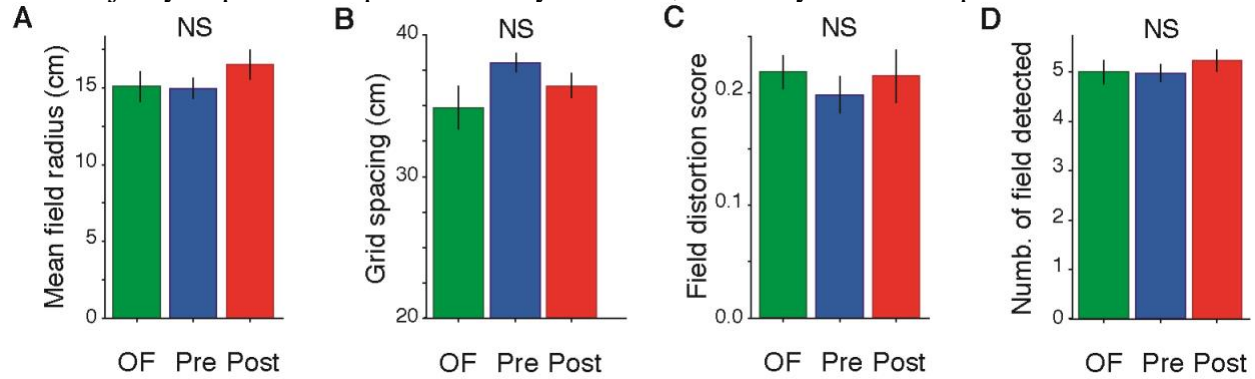 A
NS
Mean field radius (cm)
15
10
5
0
OF Pre Post
B
NS
Grid spacing (cm)
40
30
20
OF Pre Post
C
NS
Field distortion score
0.2
0.1
0.0
OF Pre Post
D
NS
Numb. of field detected
5
4
3
2
1
0
OF Pre Post